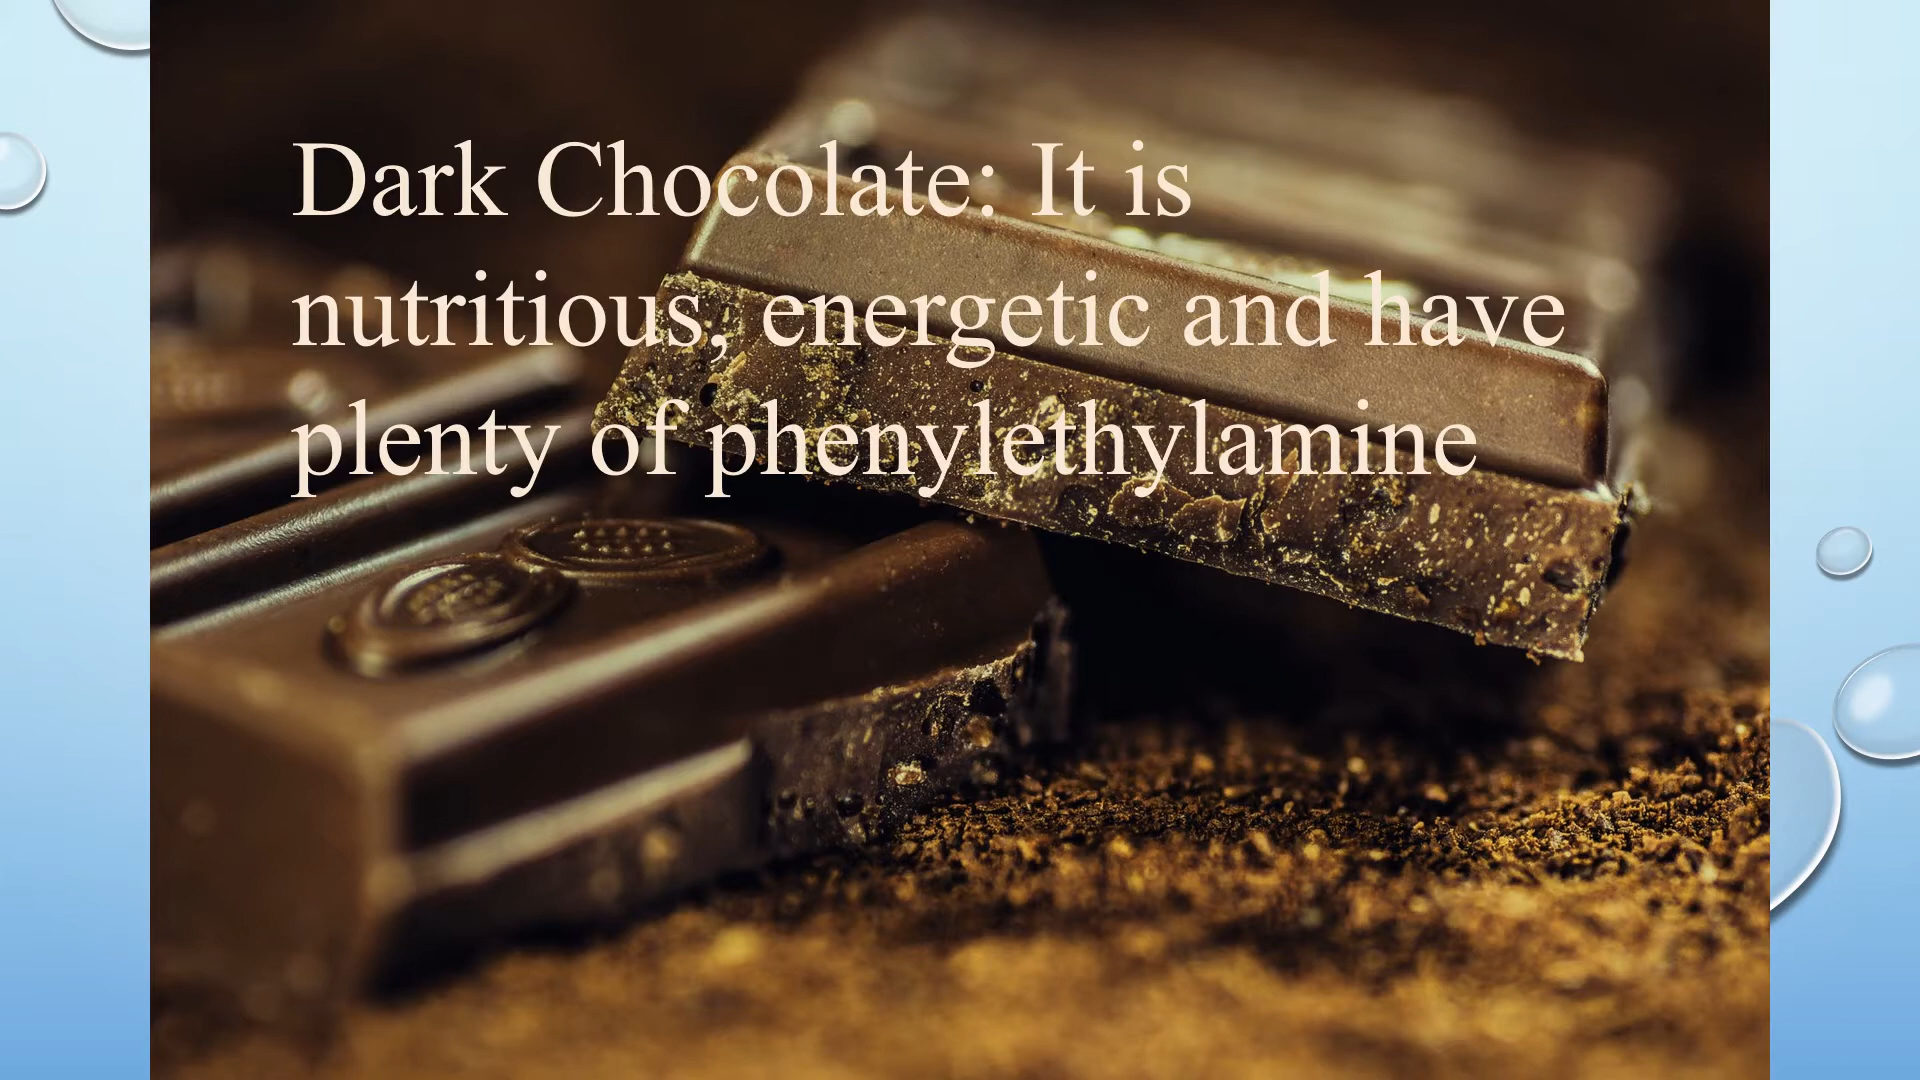 Dark Chocolate: It is
nutritious, energetic and have
plenty of phenylethylamine